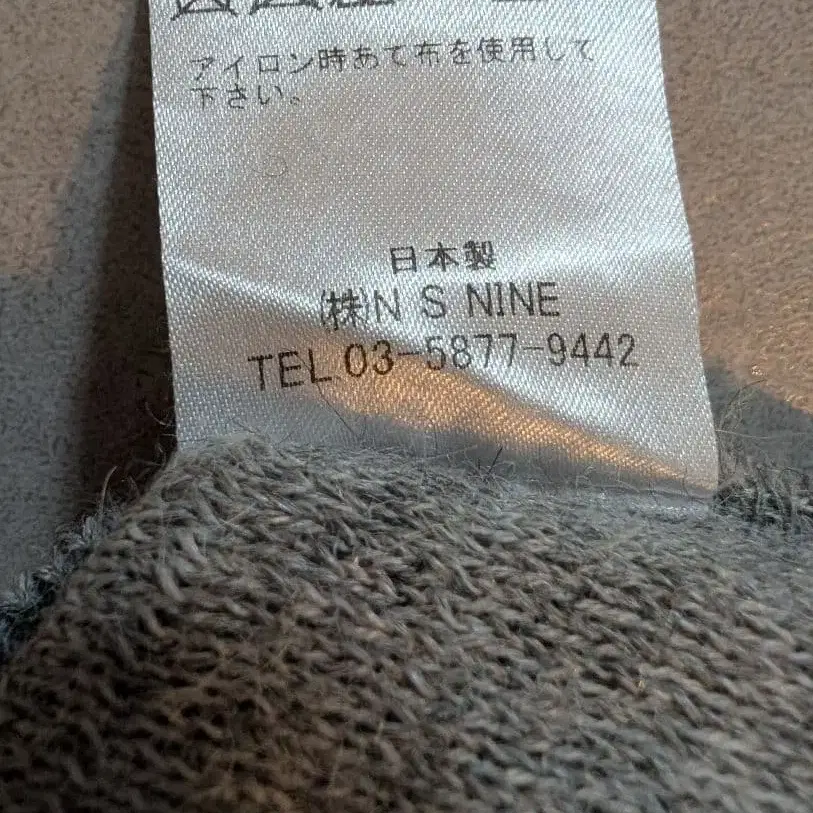 アイロン時あて布を使用して
下さい。
日本製
㈱N S NINE
TEL.03-5877-9442